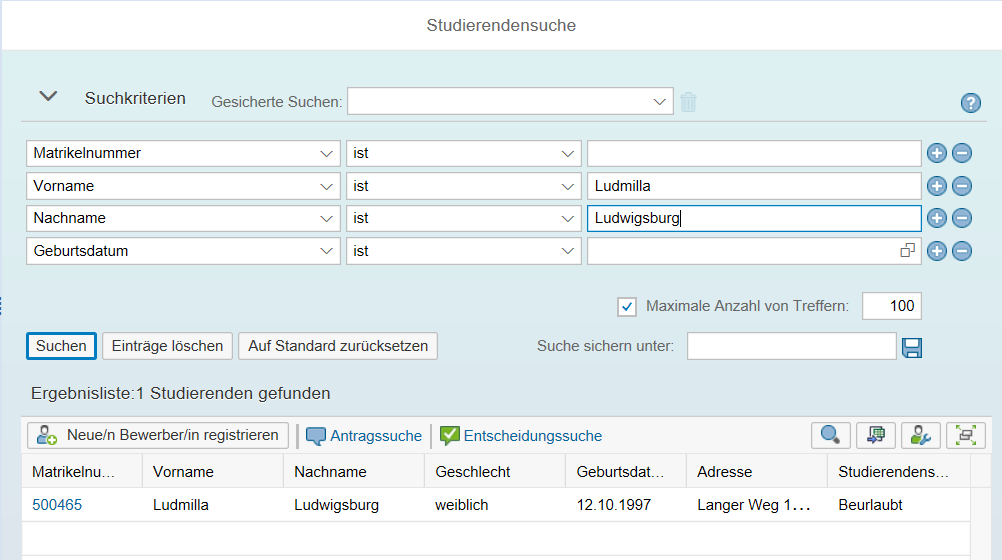 Studierendensuche
Suchkriterien Gesicherte Suchen:
Matrikelnummer ist
Vorname ist Ludmilla
Nachname ist Ludwigsburg
Geburtsdatum ist
Maximale Anzahl von Treffern: 100
Suchen Einträge löschen Auf Standard zurücksetzen Suche sichern unter:
Ergebnisliste:1 Studierenden gefunden
Neue/n Bewerber/in registrieren Antragssuche Entscheidungssuche
Matrikelnu... Vorname Nachname Geschlecht Geburtsdat... Adresse Studierendens...
500465 Ludmilla Ludwigsburg weiblich 12.10.1997 Langer Weg 1... Beurlaubt